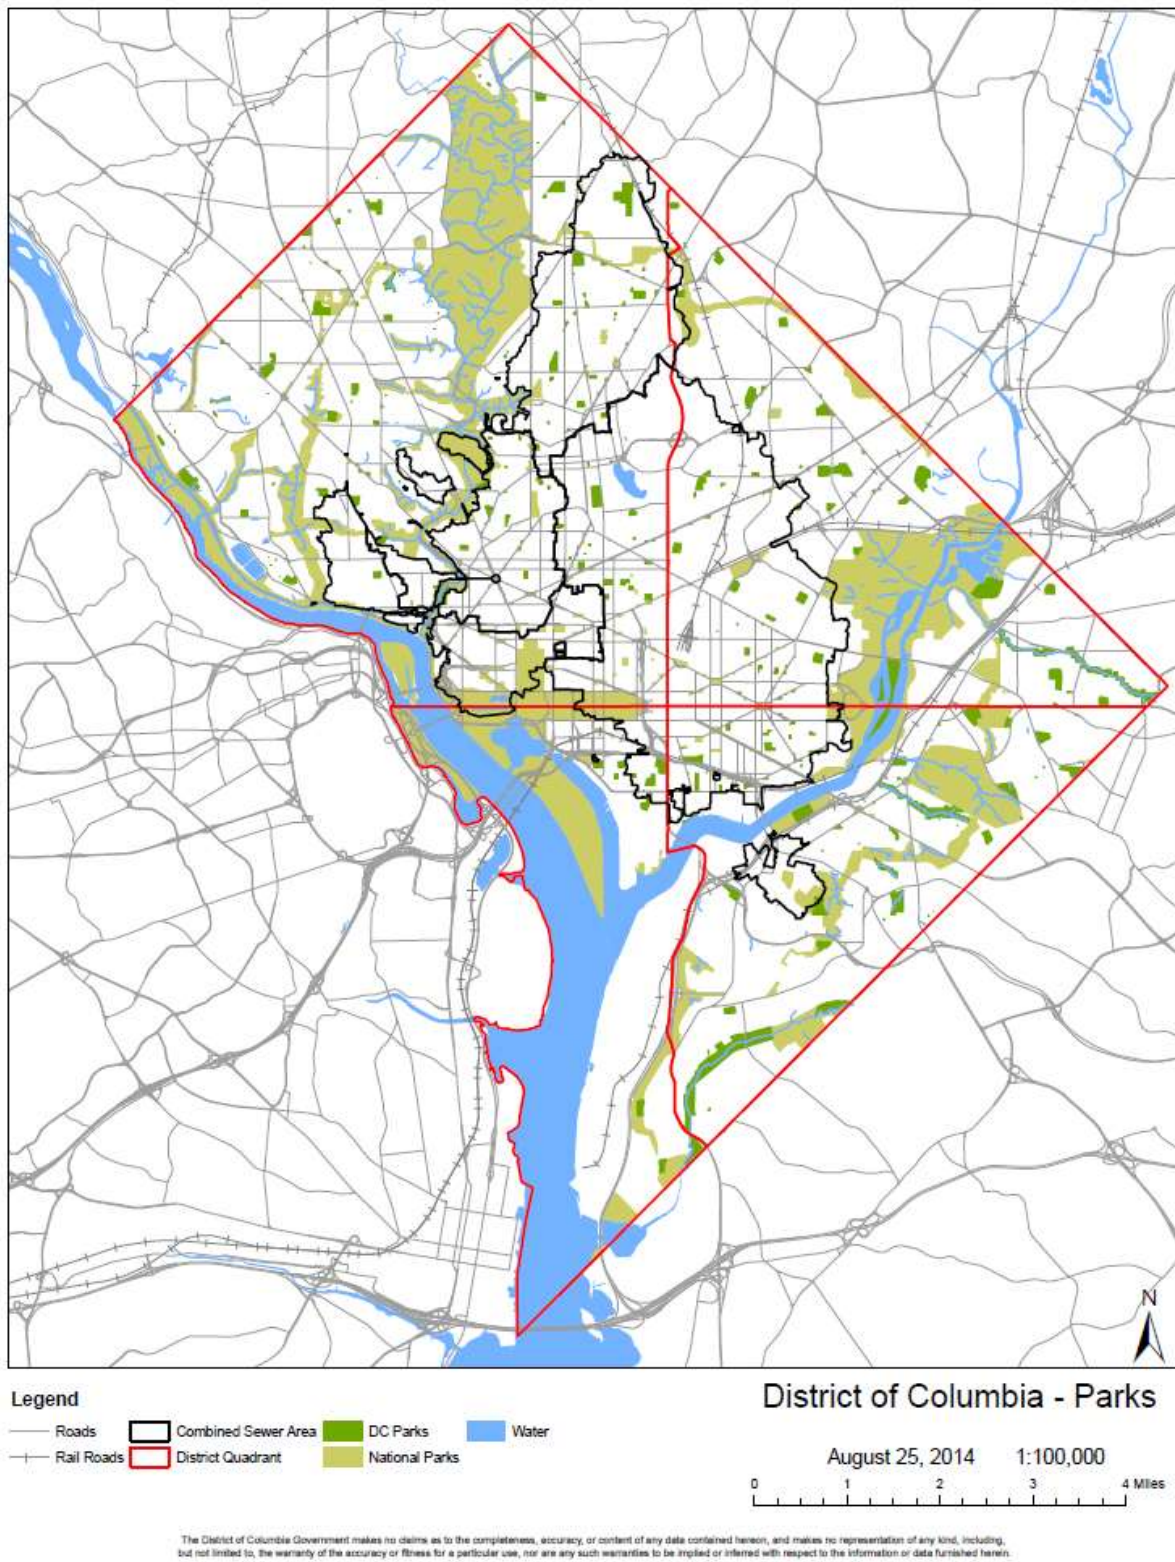 N
Legend
Roads
Combined Sewer Area
DC Parks
Water
Rail Roads
District Quadrant
National Parks
District of Columbia - Parks
August 25, 2014 1:100,000
0 1 2 3 4 Miles
The District of Columbia Government makes no claims as to the completeness, accuracy, or content of any data contained hereon, and makes no representation of any kind, including,
but not limited to, the warranty of the accuracy or fitness for a particular use, nor are any such warranties to be implied or inferred with respect to the information or data furnished herein.